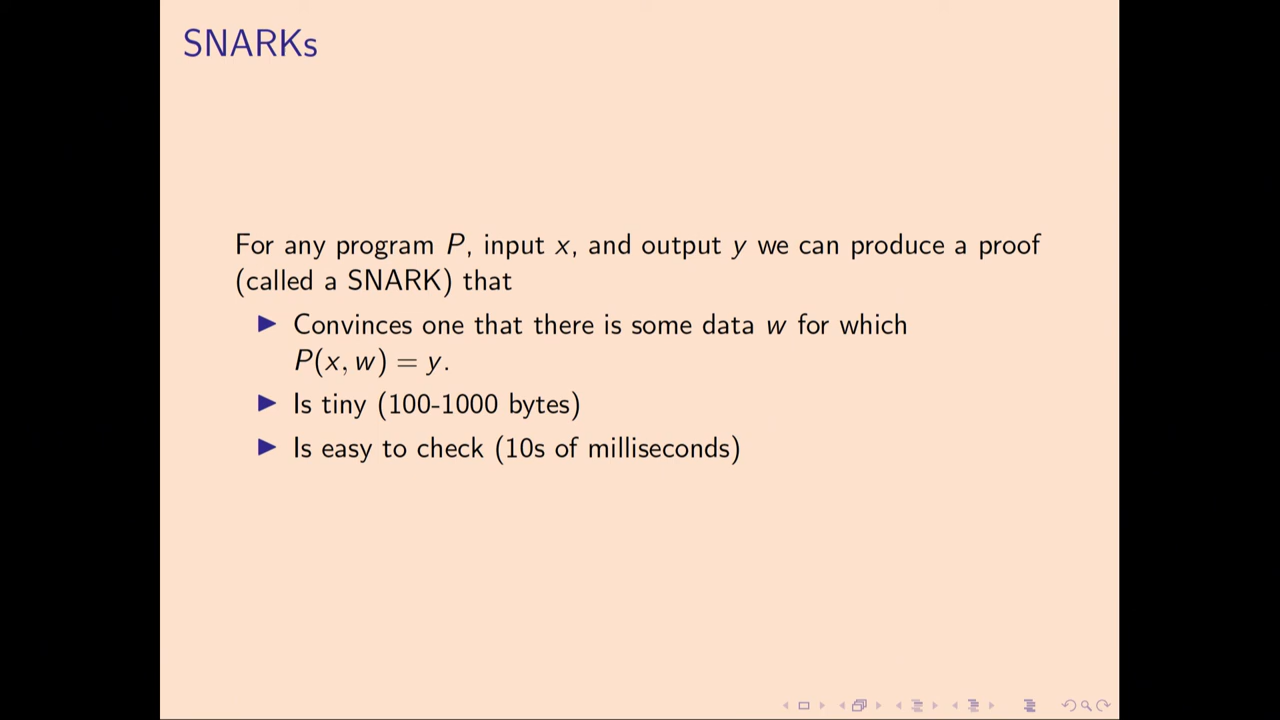 SNARKs
For any program P, input x, and output y we can produce a proof
(called a SNARK) that
▶ Convinces one that there is some data w for which
P(x, w) = y.
▶ Is tiny (100-1000 bytes)
▶ Is easy to check (10s of milliseconds)